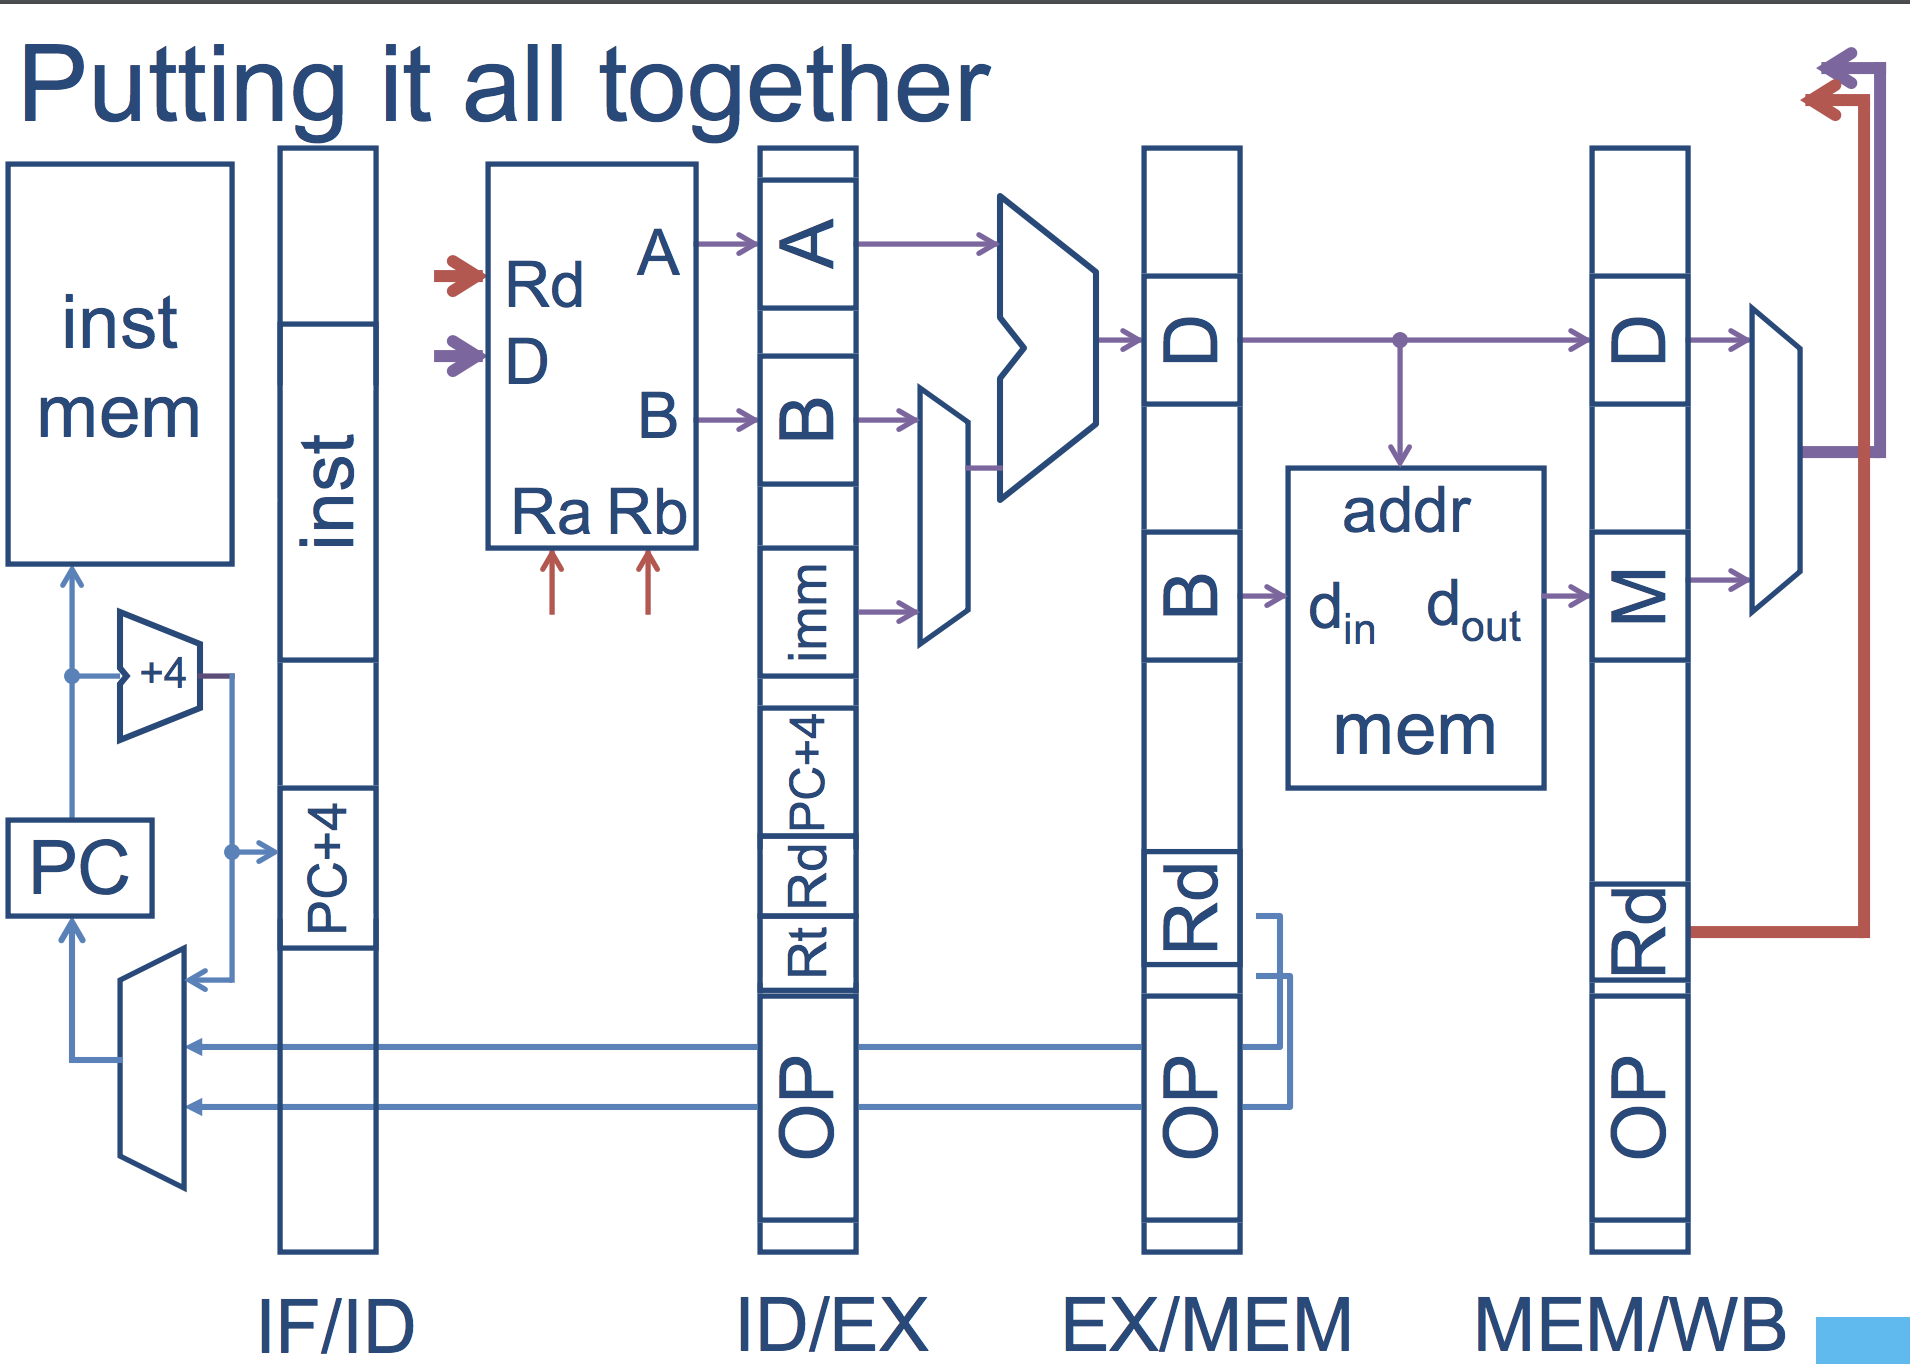 Putting it all together
inst
mem
+4
PC
inst
PC+4
Rd
D
A
B
Ra Rb
A
B
imm
PC+4
Rd
Rt
OP
D
B
Rd
OP
addr
din dout
mem
D
M
Rd
OP
IF/ID
ID/EX
EX/MEM
MEM/WB